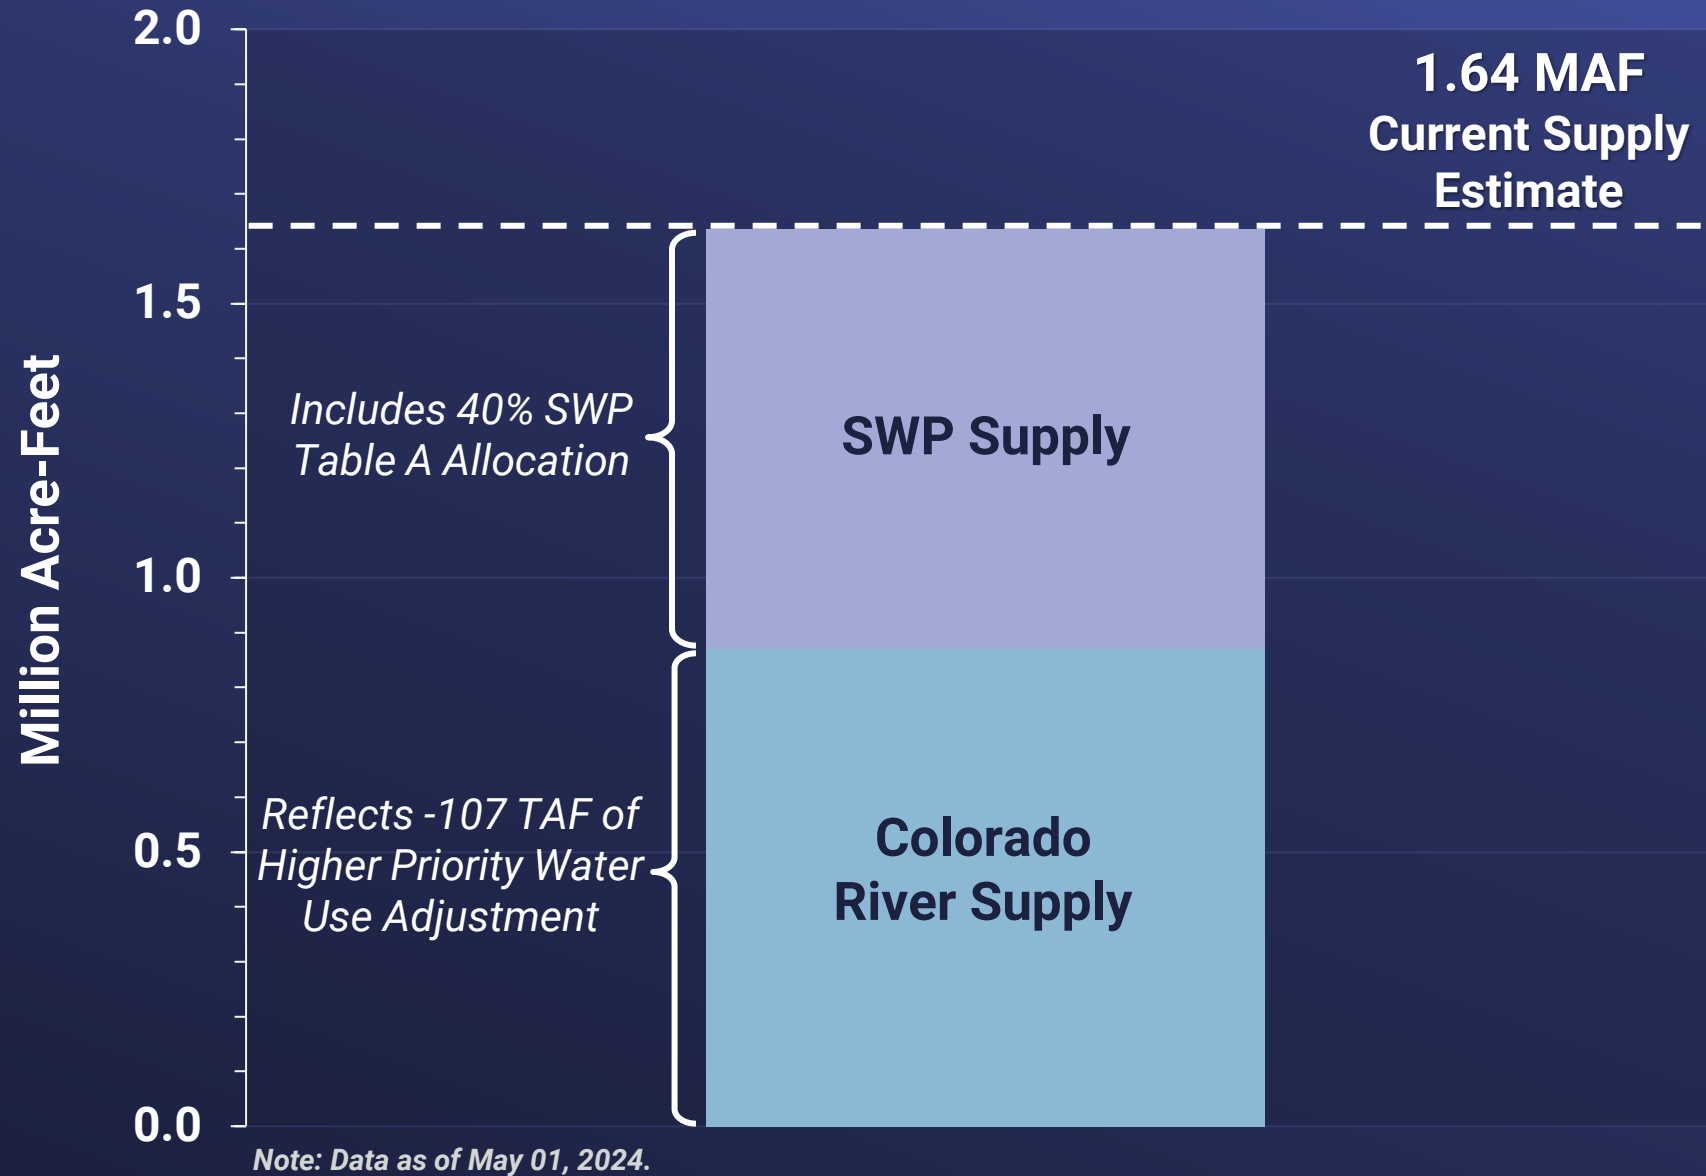 2.0
1.64 MAF
Current Supply
Estimate
1.5
Million Acre-Feet
Includes 40% SWP
Table A Allocation
SWP Supply
1.0
Reflects -107 TAF of
Higher Priority Water
Use Adjustment
0.5
Colorado
River Supply
0.0
Note: Data as of May 01, 2024.